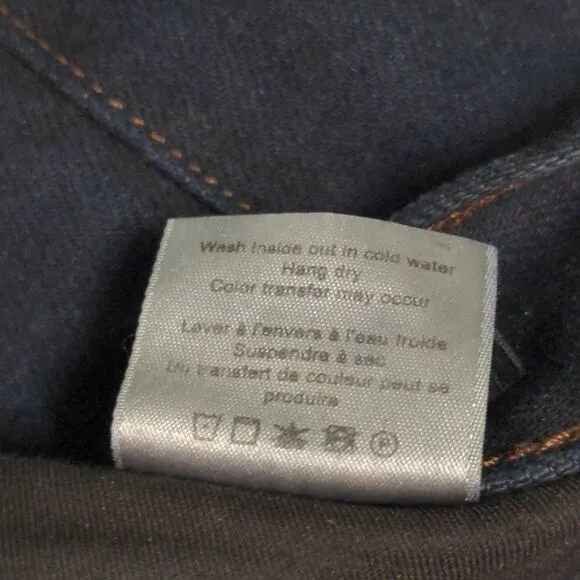 Wash inside out in cold water
Hang dry
Color transfer may occur
Laver à l'envers à l'eau froide
Suspendre à sec
Un transfert de couleur peut se
produire
P